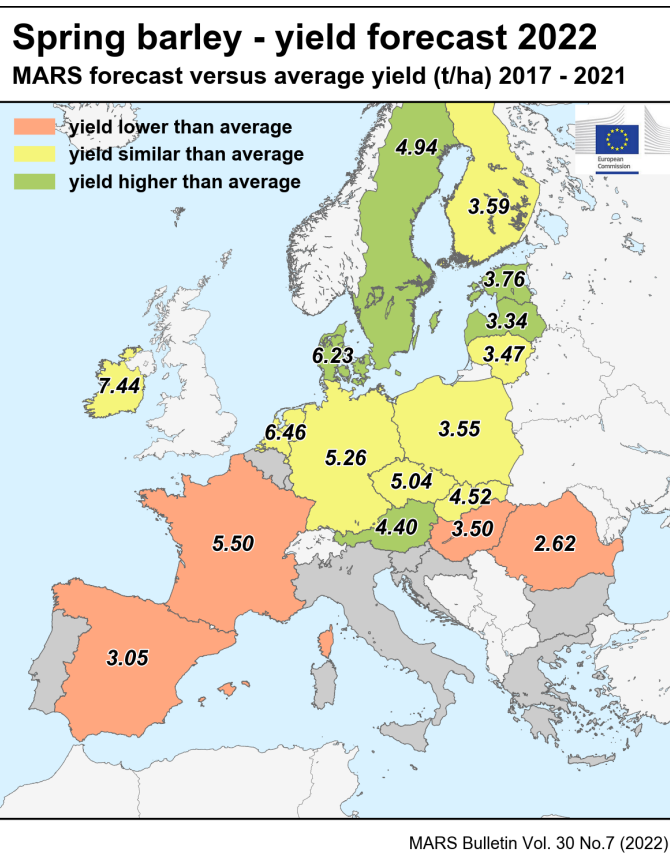 Spring barley - yield forecast 2022
MARS forecast versus average yield (t/ha) 2017 - 2021
yield lower than average
yield similar than average
yield higher than average
European
Commission
4.94
3.59
3.76
3.34
3.47
6.23
7.44
6.46
5.26
3.55
5.04
4.52
4.40
3.50
2.62
5.50
3.05
MARS Bulletin Vol. 30 No.7 (2022)